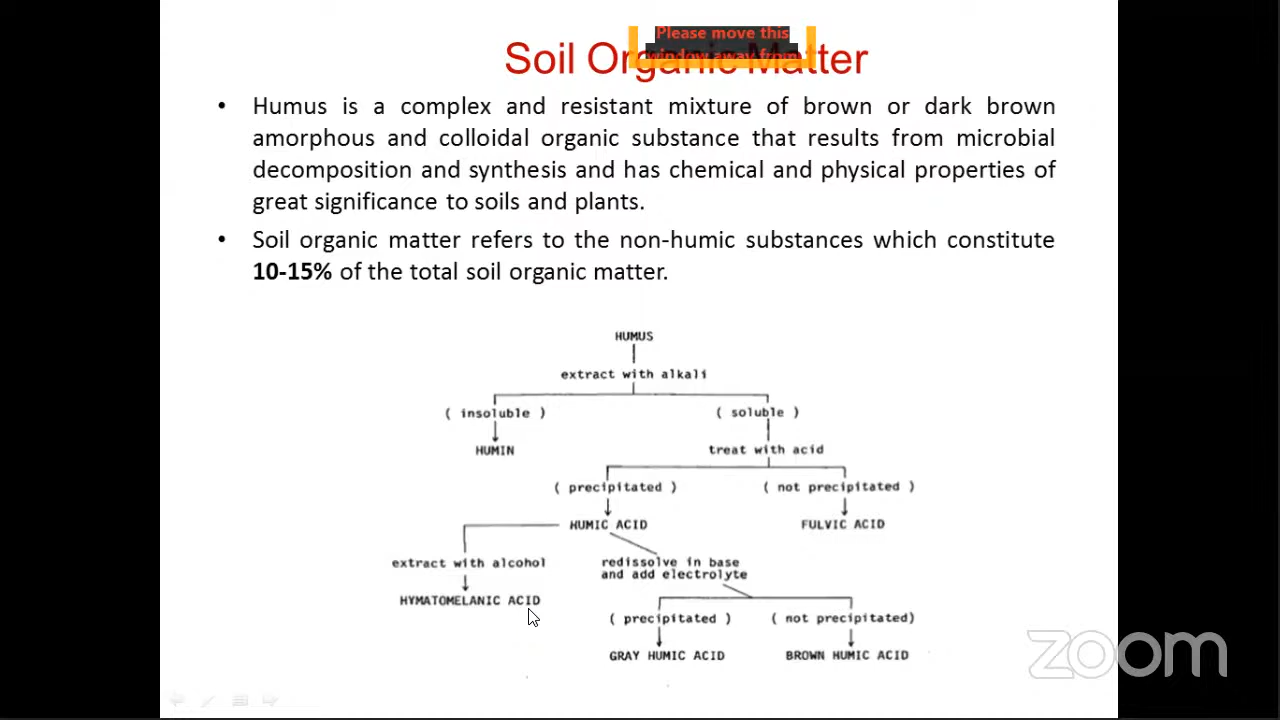 Please move this
window away from
Soil Organic Matter
• Humus is a complex and resistant mixture of brown or dark brown
amorphous and colloidal organic substance that results from microbial
decomposition and synthesis and has chemical and physical properties of
great significance to soils and plants.
• Soil organic matter refers to the non-humic substances which constitute
10-15% of the total soil organic matter.
HUMUS
extract with alkali
( insoluble ) ( soluble )
HUMIN treat with acid
( precipitated ) ( not precipitated )
HUMIC ACID FULVIC ACID
extract with alcohol redissolve in base
and add electrolyte
HYMATOMELANIC ACID
( precipitated ) ( not precipitated)
GRAY HUMIC ACID BROWN HUMIC ACID
zoom